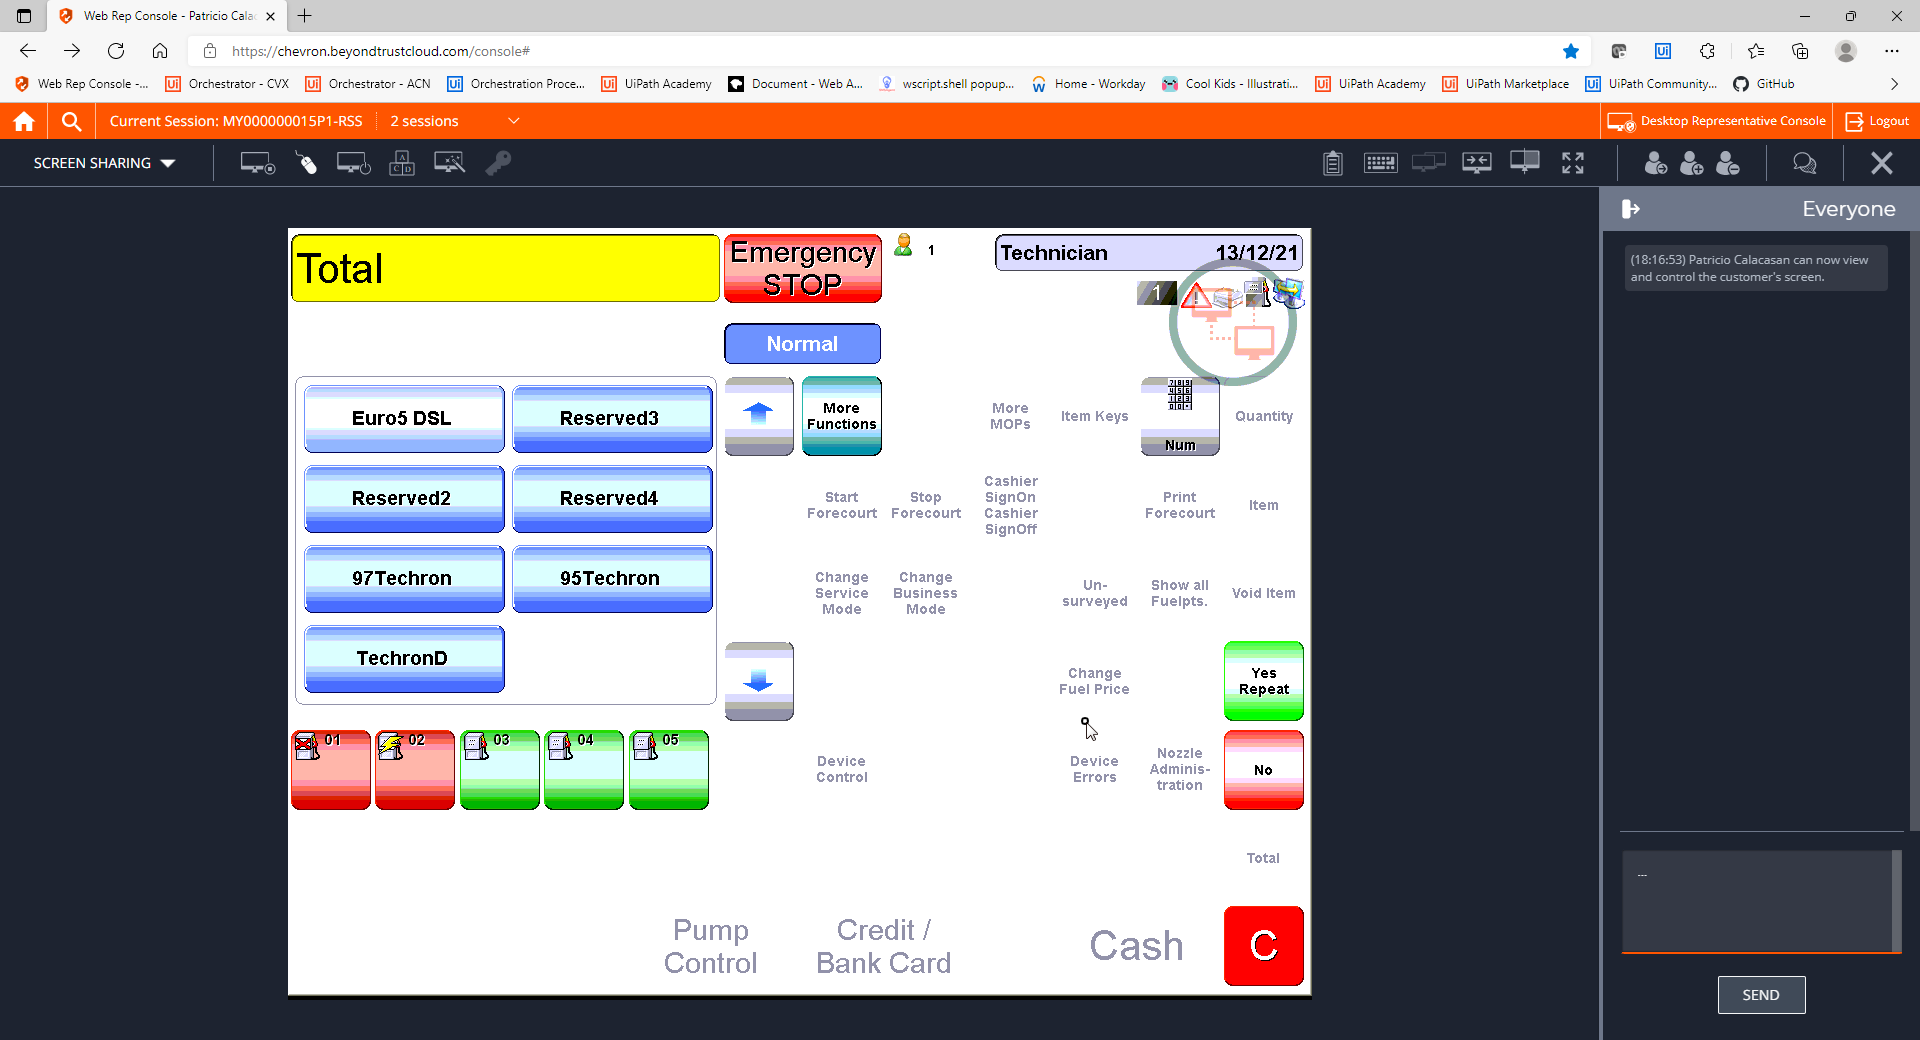 Web Rep Console - Patricio Cala
https://chevron.beyondtrustcloud.com/console#
Web Rep Console -...
Orchestrator - CVX
Orchestrator - ACN
Orchestration Proce...
UiPath Academy
Document - Web A...
wscript.shell popup...
Home - Workday
Cool Kids - Illustrati...
UiPath Academy
UiPath Marketplace
UiPath Community...
GitHub
Current Session: MY000000015P1-RSS
2 sessions
Desktop Representative Console
Logout
SCREEN SHARING
Everyone
(18:16:53) Patricio Calacasan can now view
and control the customer's screen.
Total
Emergency
STOP
1
Technician
13/12/21
1
Normal
Euro5 DSL
Reserved3
More
Functions
More
MOPs
Item Keys
Num
Quantity
Reserved2
Reserved4
Start
Forecourt
Stop
Forecourt
Cashier
SignOn
Cashier
SignOff
Print
Forecourt
Item
97Techron
95Techron
Change
Service
Mode
Change
Business
Mode
Un-
surveyed
Show all
Fuelpts.
Void Item
TechronD
Change
Fuel Price
Yes
Repeat
01
02
03
04
05
Device
Control
Device
Errors
Nozzle
Adminis-
tration
No
Total
Pump
Control
Credit /
Bank Card
Cash
C
...
SEND